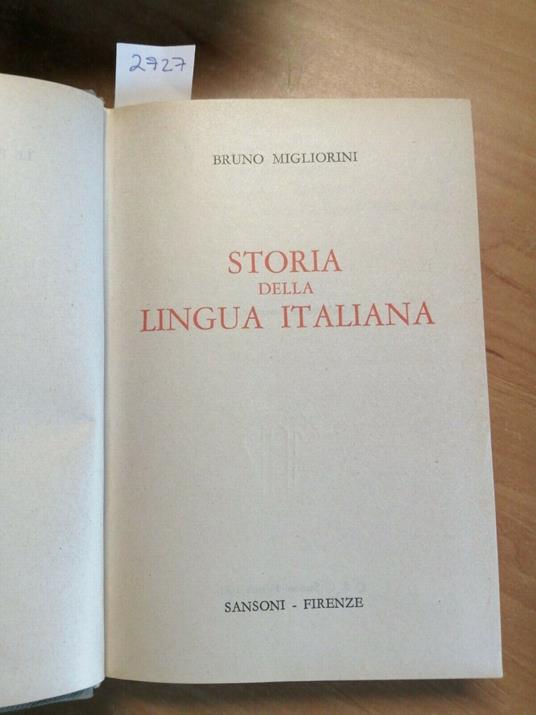 2727
BRUNO MIGLIORINI
STORIA
DELLA
LINGUA ITALIANA
SANSONI - FIRENZE